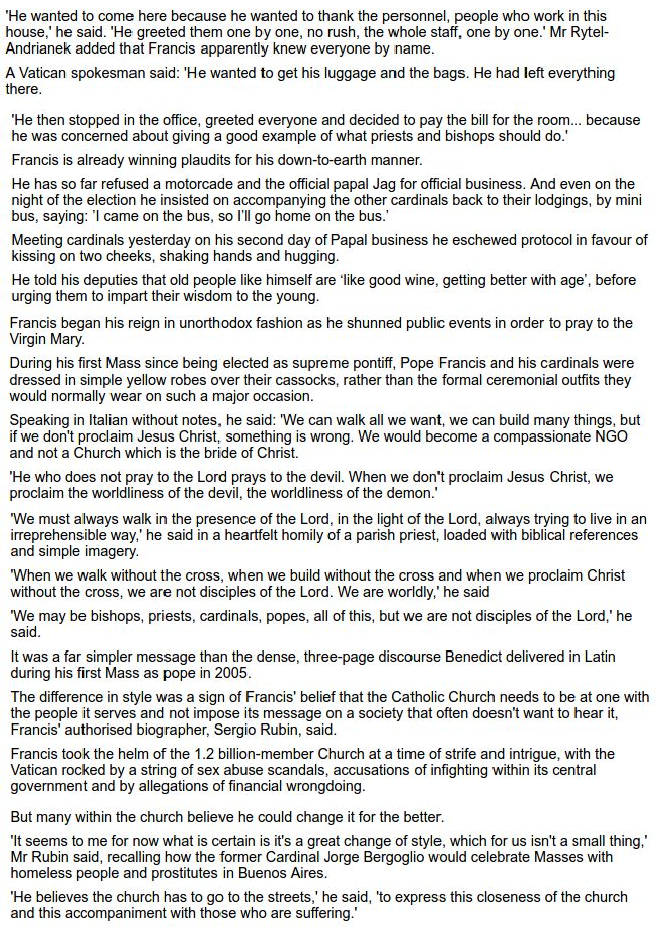 'He wanted to come here because he wanted to thank the personnel, people who work in this
house,' he said. 'He greeted them one by one, no rush, the whole staff, one by one.' Mr Rytel-
Andrianek added that Francis apparently knew everyone by name.
A Vatican spokesman said: 'He wanted to get his luggage and the bags. He had left everything
there.
'He then stopped in the office, greeted everyone and decided to pay the bill for the room... because
he was concerned about giving a good example of what priests and bishops should do.'
Francis is already winning plaudits for his down-to-earth manner.
He has so far refused a motorcade and the official papal Jag for official business. And even on the
night of the election he insisted on accompanying the other cardinals back to their lodgings, by mini
bus, saying: 'I came on the bus, so I'll go home on the bus.'
Meeting cardinals yesterday on his second day of Papal business he eschewed protocol in favour of
kissing on two cheeks, shaking hands and hugging.
He told his deputies that old people like himself are ‘like good wine, getting better with age’, before
urging them to impart their wisdom to the young.
Francis began his reign in unorthodox fashion as he shunned public events in order to pray to the
Virgin Mary.
During his first Mass since being elected as supreme pontiff, Pope Francis and his cardinals were
dressed in simple yellow robes over their cassocks, rather than the formal ceremonial outfits they
would normally wear on such a major occasion.
Speaking in Italian without notes, he said: 'We can walk all we want, we can build many things, but
if we don't proclaim Jesus Christ, something is wrong. We would become a compassionate NGO
and not a Church which is the bride of Christ.
'He who does not pray to the Lord prays to the devil. When we don't proclaim Jesus Christ, we
proclaim the worldliness of the devil, the worldliness of the demon.'
'We must always walk in the presence of the Lord, in the light of the Lord, always trying to live in an
irreprehensible way,' he said in a heartfelt homily of a parish priest, loaded with biblical references
and simple imagery.
'When we walk without the cross, when we build without the cross and when we proclaim Christ
without the cross, we are not disciples of the Lord. We are worldly,' he said
'We may be bishops, priests, cardinals, popes, all of this, but we are not disciples of the Lord,' he
said.
It was a far simpler message than the dense, three-page discourse Benedict delivered in Latin
during his first Mass as pope in 2005.
The difference in style was a sign of Francis' belief that the Catholic Church needs to be at one with
the people it serves and not impose its message on a society that often doesn't want to hear it,
Francis' authorised biographer, Sergio Rubin, said.
Francis took the helm of the 1.2 billion-member Church at a time of strife and intrigue, with the
Vatican rocked by a string of sex abuse scandals, accusations of infighting within its central
government and by allegations of financial wrongdoing.
But many within the church believe he could change it for the better.
'It seems to me for now what is certain is it's a great change of style, which for us isn't a small thing,'
Mr Rubin said, recalling how the former Cardinal Jorge Bergoglio would celebrate Masses with
homeless people and prostitutes in Buenos Aires.
'He believes the church has to go to the streets,' he said, 'to express this closeness of the church
and this accompaniment with those who are suffering.'